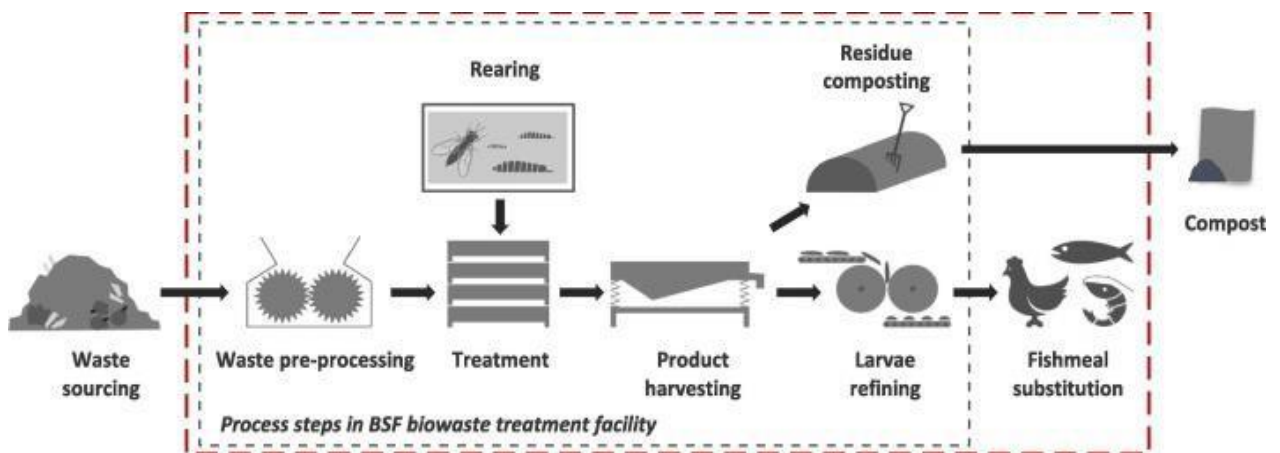 Rearing
Residue
composting
Compost
Waste
sourcing
Waste pre-processing
Treatment
Product
harvesting
Larvae
refining
Fishmeal
substitution
Process steps in BSF biowaste treatment facility